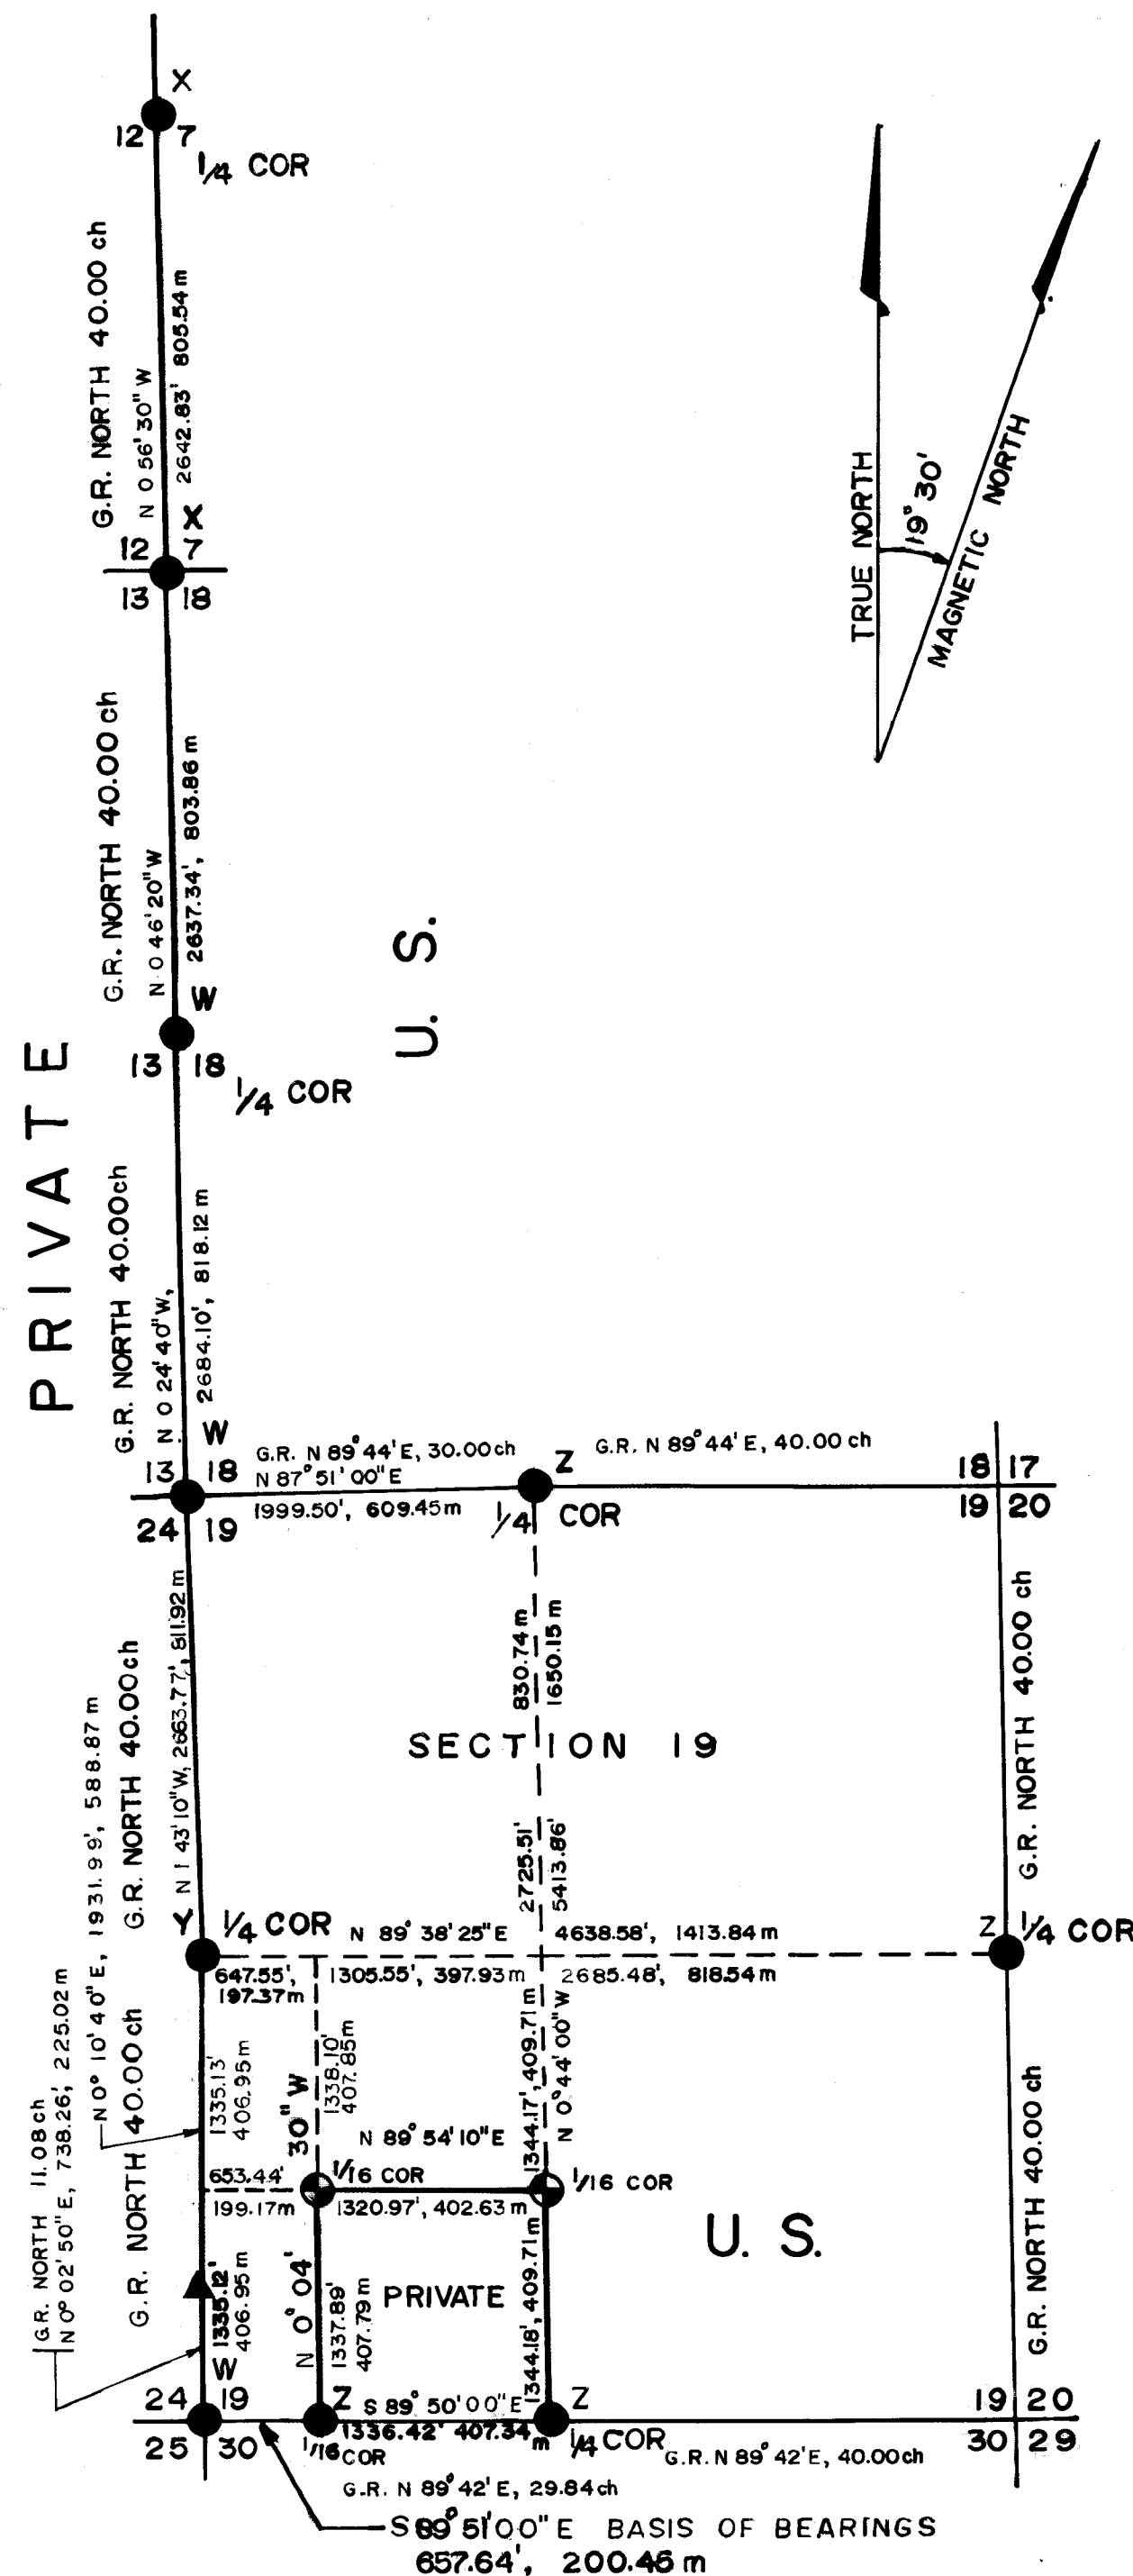 X
12 7
1/4 COR
G.R. NORTH 40.00 ch
N 0 56' 30" W
2642.83' 805.54 m
X
12 7
13 18
TRUE NORTH
19° 30'
MAGNETIC NORTH
G.R. NORTH 40.00 ch
N 0 46' 20" W
2637.34', 803.86 m
W
13 18
1/4 COR
U. S.
PRIVATE
G.R. NORTH 40.00 ch
N 0 24' 40" W,
2684.10', 818.12 m
W
13 18
24 19
G.R. N 89° 44' E, 30.00 ch
N 87° 51' 00" E
1999.50', 609.45 m
Z
1/4 COR
G.R. N 89° 44' E, 40.00 ch
18 17
19 20
N 1 43' 10" W, 2663.77', 811.92 m
G.R. NORTH 40.00 ch
N 0° 10' 40" E, 1931.99', 588.87 m
830.74 m
1650.15 m
SECTION 19
2725.51'
5413.86'
G.R. NORTH 40.00 ch
Y 1/4 COR
N 89° 38' 25" E
4638.58', 1413.84 m
Z 1/4 COR
647.55',
197.37 m
1305.55', 397.93 m
2685.48', 818.54 m
G.R. NORTH 11.08 ch
N 0° 02' 50" E, 738.26', 225.02 m
G.R. NORTH 40.00 ch
1335.13'
406.95 m
1338.10'
407.85 m
1344.17', 409.71 m
N 0° 44' 00" W
N 89° 54' 10" E
653.44'
199.17 m
1/16 COR
1320.97', 402.63 m
1/16 COR
G.R. NORTH 40.00 ch
U. S.
N 0° 04' 30" W
1335.12'
406.95 m
1337.89'
407.79 m
PRIVATE
1344.18', 409.71 m
W
24 19
25 30
Z
S 89° 50' 00" E
1336.42' 407.34 m
Z
1/16 COR
1/4 COR
19 20
30 29
G.R. N 89° 42' E, 40.00 ch
G.R. N 89° 42' E, 29.84 ch
S 89° 51' 00" E BASIS OF BEARINGS
657.64', 200.45 m